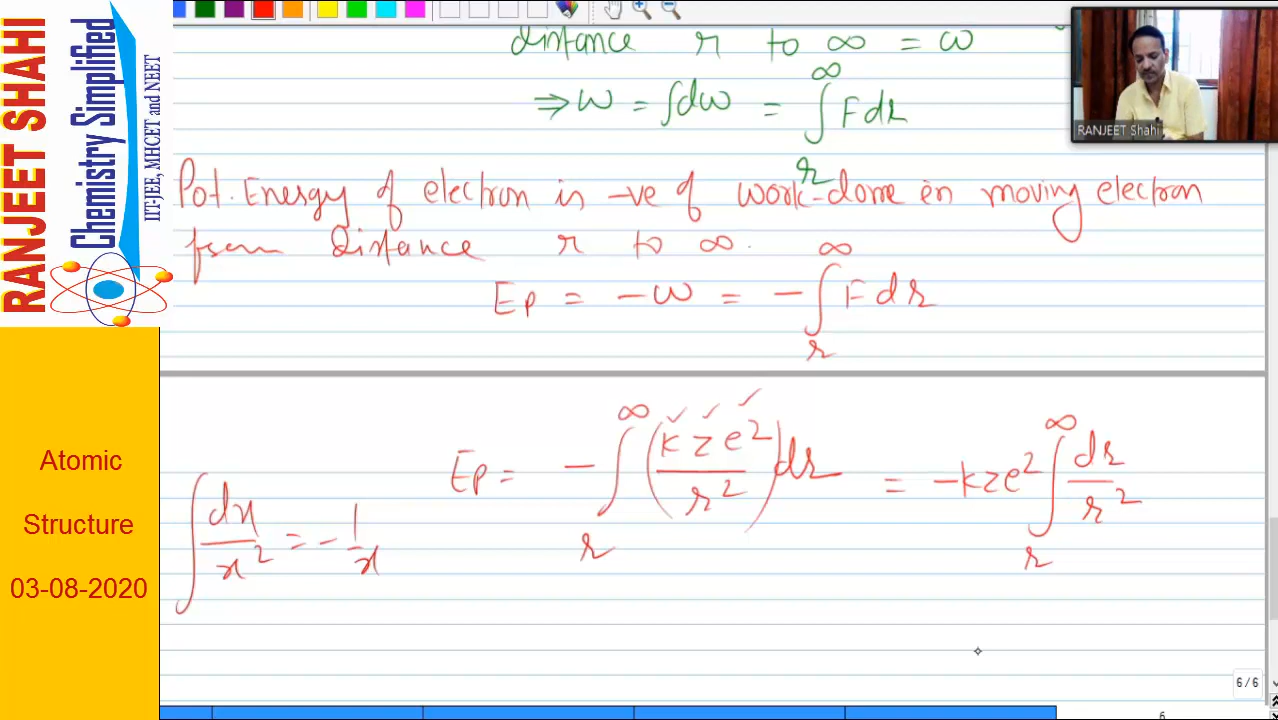 RANJEET SHAHI
Chemistry Simplified
IIT-JEE, MHCET and NEET
Atomic
Structure
03-08-2020
distance r to ∞ = w
⇒ w = ∫dw = ∫_r^∞ F dr
Pot. Energy of electron is -ve of work-done in moving electron
from distance r to ∞.
Ep = -w = - ∫_r^∞ F dr
Ep = - ∫_r^∞ (kze²/r²) dr = -kze² ∫_r^∞ dr/r²
∫ dx/x² = - 1/x
RANJEET Shahi
6/6
6